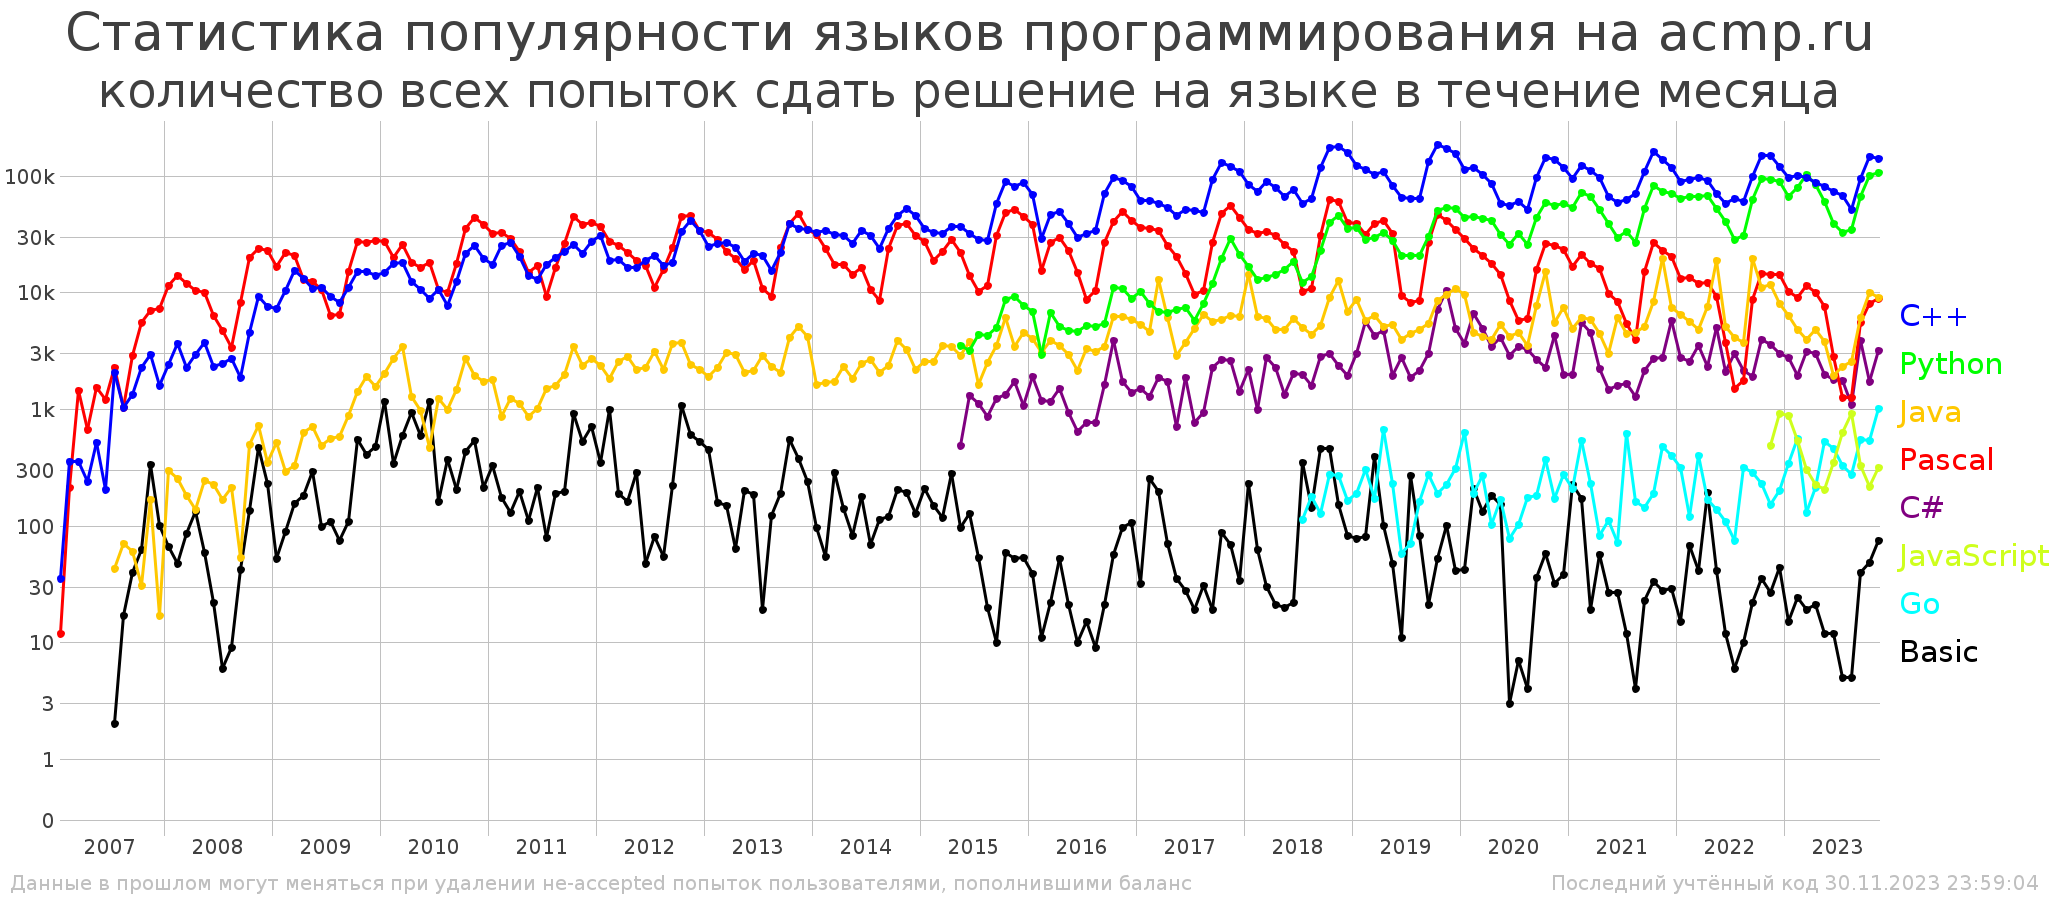 Статистика популярности языков программирования на acmp.ru
количество всех попыток сдать решение на языке в течение месяца
100k
30k
10k
3k
1k
300
100
30
10
3
1
0
C++
Python
Java
Pascal
C#
JavaScript
Go
Basic
2007 2008 2009 2010 2011 2012 2013 2014 2015 2016 2017 2018 2019 2020 2021 2022 2023
Данные в прошлом могут меняться при удалении не-accepted попыток пользователями, пополнившими баланс
Последний учтённый код 30.11.2023 23:59:04